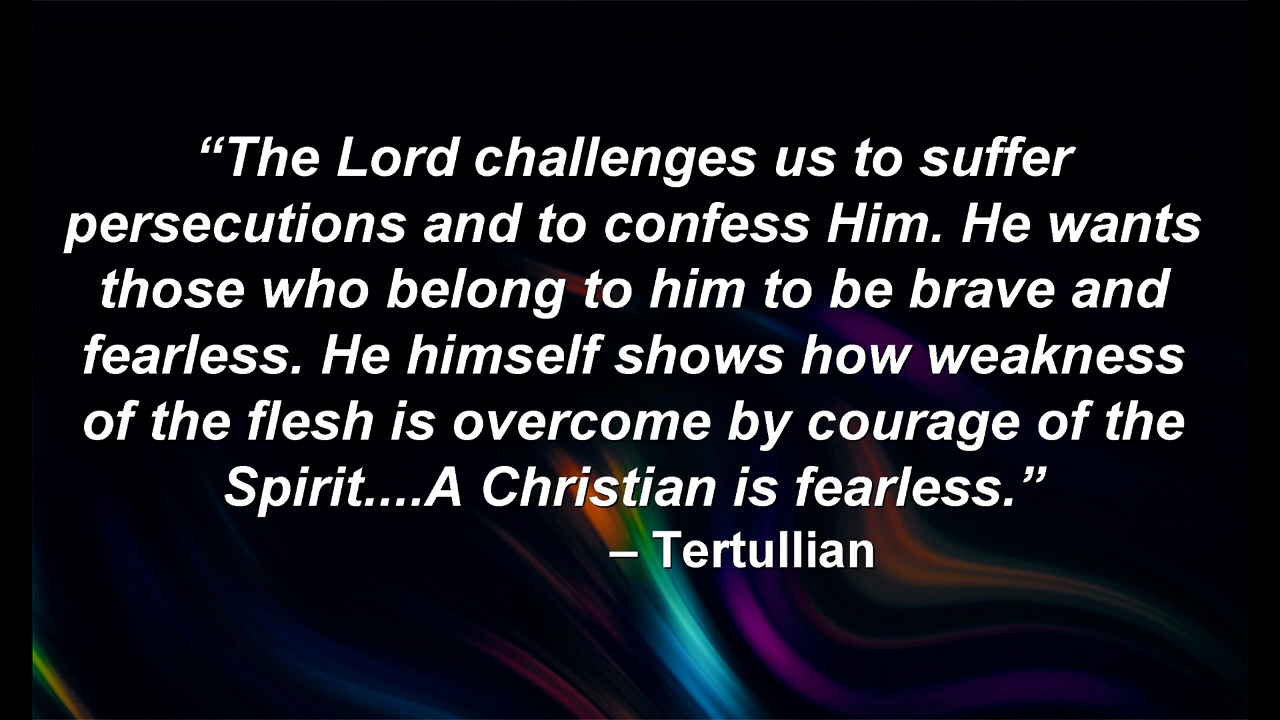 “The Lord challenges us to suffer
persecutions and to confess Him. He wants
those who belong to him to be brave and
fearless. He himself shows how weakness
of the flesh is overcome by courage of the
Spirit....A Christian is fearless.”
– Tertullian